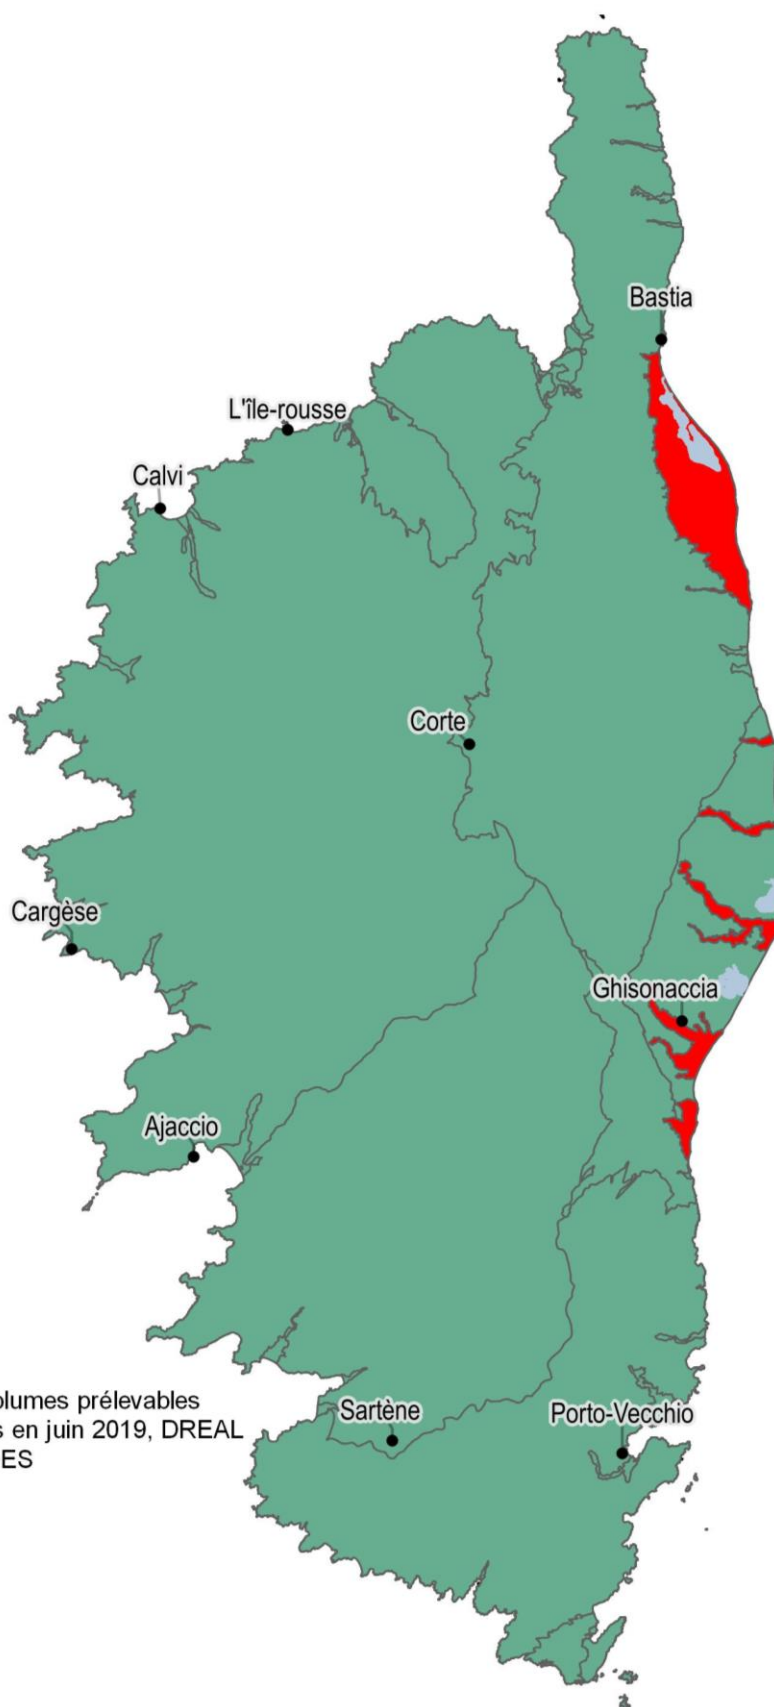 Bastia
L'île-rousse
Calvi
Corte
Cargèse
Ghisonaccia
Ajaccio
olumes prélevables
Sartène
Porto-Vecchio
s en juin 2019, DREAL
ES